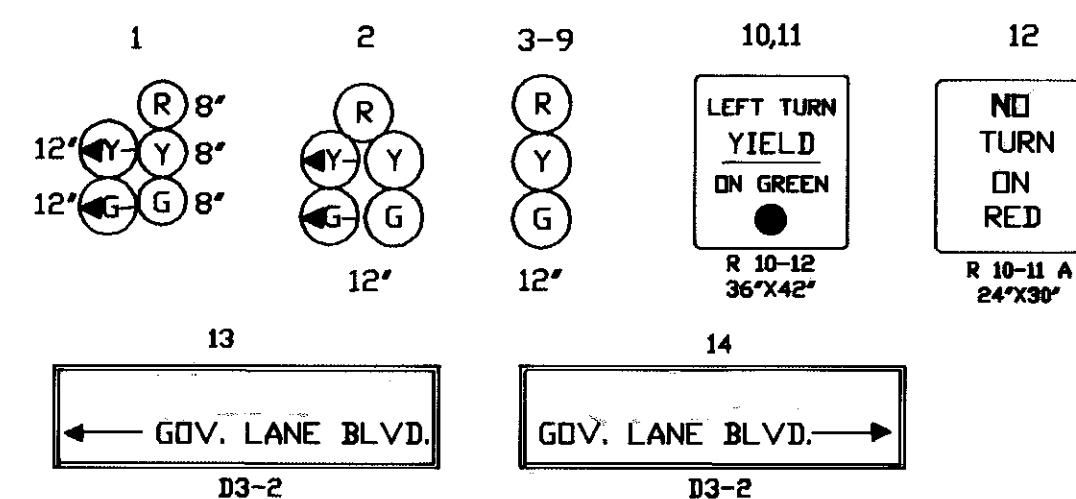 1
R 8"
12" Y Y 8"
12" G G 8"
2
R
Y Y
G G
12"
3-9
R
Y
G
12"
10,11
LEFT TURN
YIELD
ON GREEN
R 10-12
36"X42"
12
NO
TURN
ON
RED
R 10-11 A
24"X30"
13
GOV. LANE BLVD.
D3-2
14
GOV. LANE BLVD.
D3-2